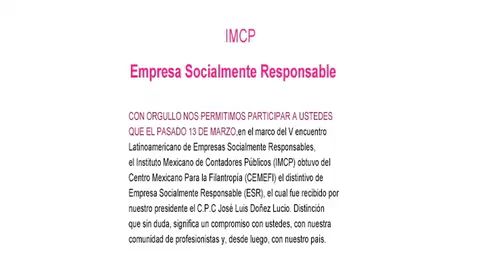 IMCP
Empresa Socialmente Responsable
CON ORGULLO NOS PERMITIMOS PARTICIPAR A USTEDES
QUE EL PASADO 13 DE MARZO,en el marco del V encuentro
Latinoamericano de Empresas Socialmente Responsables,
el Instituto Mexicano de Contadores Públicos (IMCP) obtuvo del
Centro Mexicano Para la Filantropía (CEMEFI) el distintivo de
Empresa Socialmente Responsable (ESR), el cual fue recibido por
nuestro presidente el C.P.C José Luis Doñez Lucio. Distinción
que sin duda, significa un compromiso con ustedes, con nuestra
comunidad de profesionistas y, desde luego, con nuestro país.